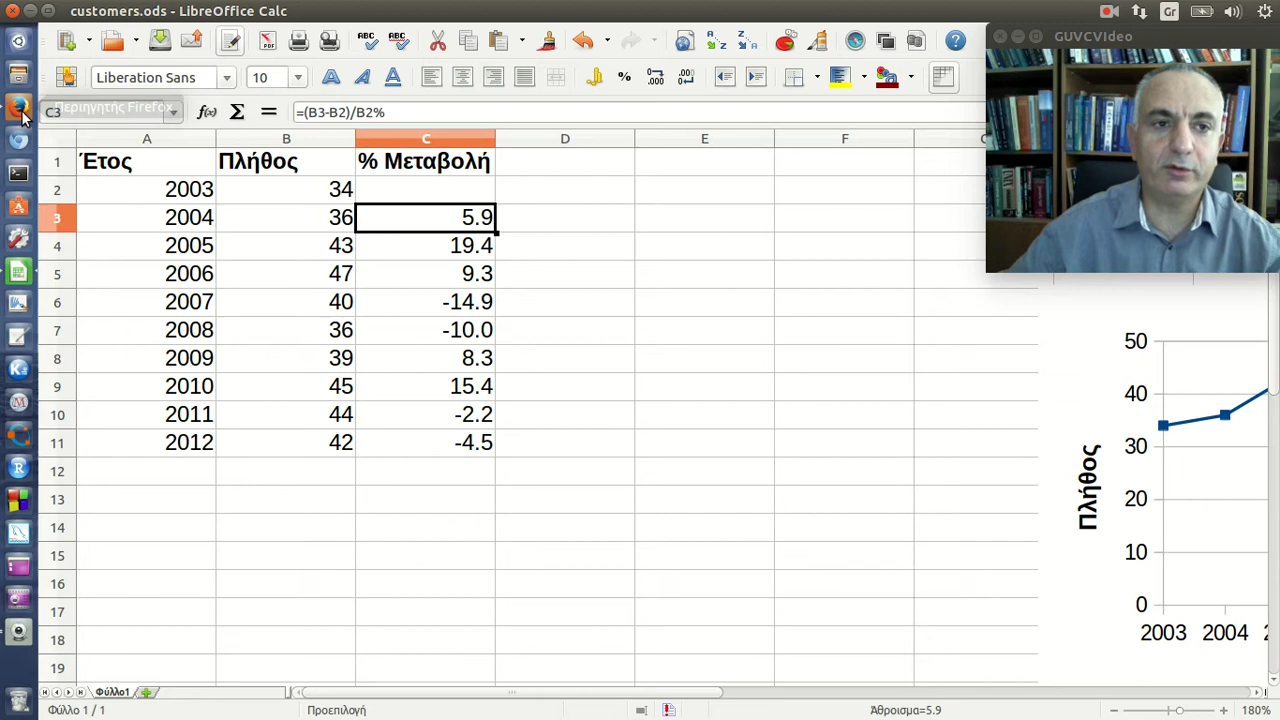 customers.ods - LibreOffice Calc
Gr
GUVCVideo
Liberation Sans
10
C3
Περιηγητής Firefox
=(B3-B2)/B2%
A B C D E F
1 Έτος Πλήθος % Μεταβολή
2 2003 34
3 2004 36 5.9
4 2005 43 19.4
5 2006 47 9.3
6 2007 40 -14.9
7 2008 36 -10.0
8 2009 39 8.3
9 2010 45 15.4
10 2011 44 -2.2
11 2012 42 -4.5
12
13
14
15
16
17
18
19
50
40
30
20
10
0
Πλήθος
2003 2004
Φύλλο1
Φύλλο 1 / 1
Προεπιλογή
Άθροισμα=5.9
180%